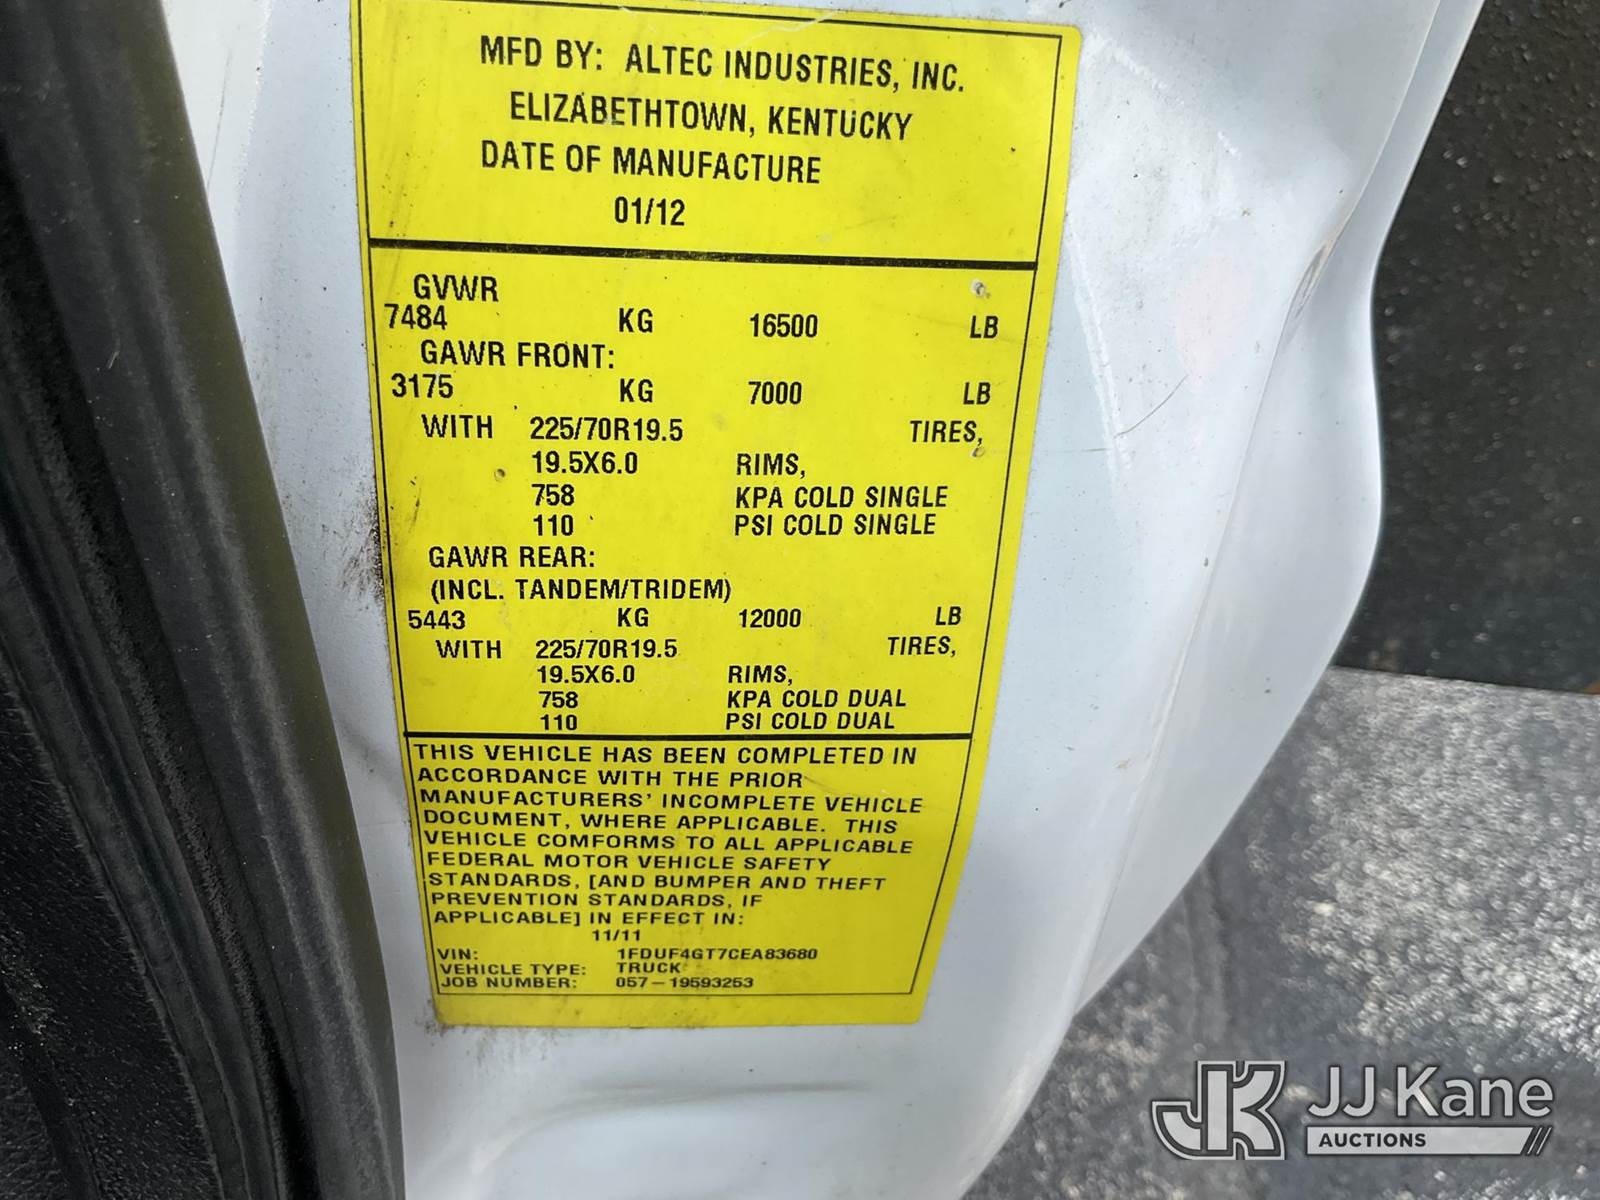 MFD BY: ALTEC INDUSTRIES, INC.
ELIZABETHTOWN, KENTUCKY
DATE OF MANUFACTURE
01/12
GVWR
7484 KG 16500 LB
GAWR FRONT:
3175 KG 7000 LB
WITH 225/70R19.5 TIRES,
19.5X6.0 RIMS,
758 KPA COLD SINGLE
110 PSI COLD SINGLE
GAWR REAR:
(INCL. TANDEM/TRIDEM)
5443 KG 12000 LB
WITH 225/70R19.5 TIRES,
19.5X6.0 RIMS,
758 KPA COLD DUAL
110 PSI COLD DUAL
THIS VEHICLE HAS BEEN COMPLETED IN
ACCORDANCE WITH THE PRIOR
MANUFACTURERS' INCOMPLETE VEHICLE
DOCUMENT, WHERE APPLICABLE. THIS
VEHICLE COMFORMS TO ALL APPLICABLE
FEDERAL MOTOR VEHICLE SAFETY
STANDARDS, [AND BUMPER AND THEFT
PREVENTION STANDARDS, IF
APPLICABLE] IN EFFECT IN:
11/11
VIN: 1FDUF4GT7CEA83680
VEHICLE TYPE: TRUCK
JOB NUMBER: 057-19593253
JK JJ Kane
AUCTIONS